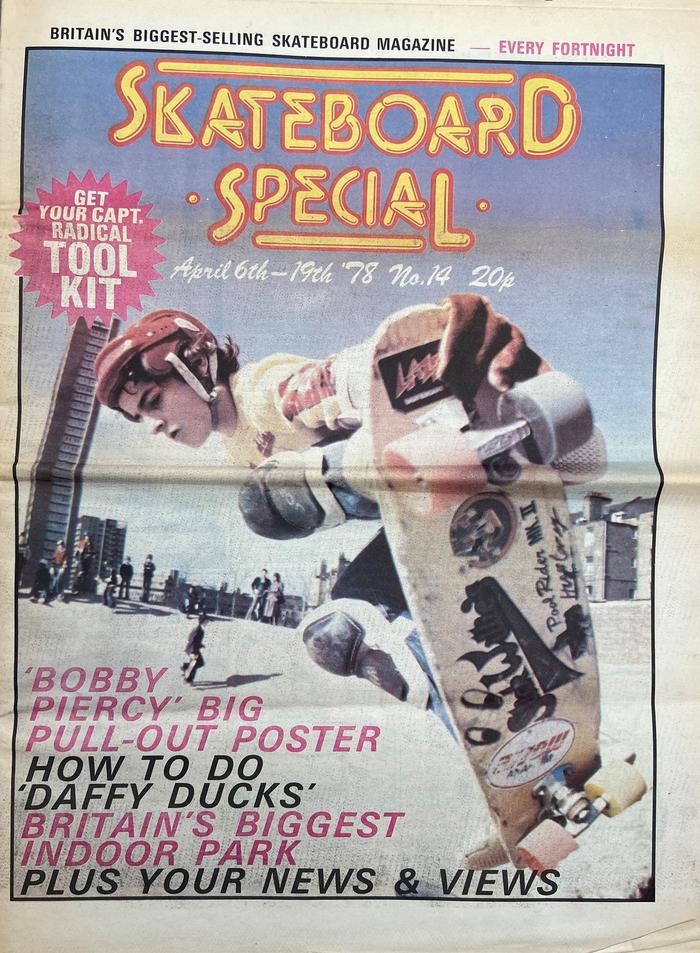 BRITAIN'S BIGGEST-SELLING SKATEBOARD MAGAZINE — EVERY FORTNIGHT
SKATEBOARD
·SPECIAL·
April 6th–19th '78 No.14 20p
GET
YOUR CAPT.
RADICAL
TOOL
KIT
Pool Rider MK II
'BOBBY
PIERCY' BIG
PULL-OUT POSTER
HOW TO DO
'DAFFY DUCKS'
BRITAIN'S BIGGEST
INDOOR PARK
PLUS YOUR NEWS & VIEWS